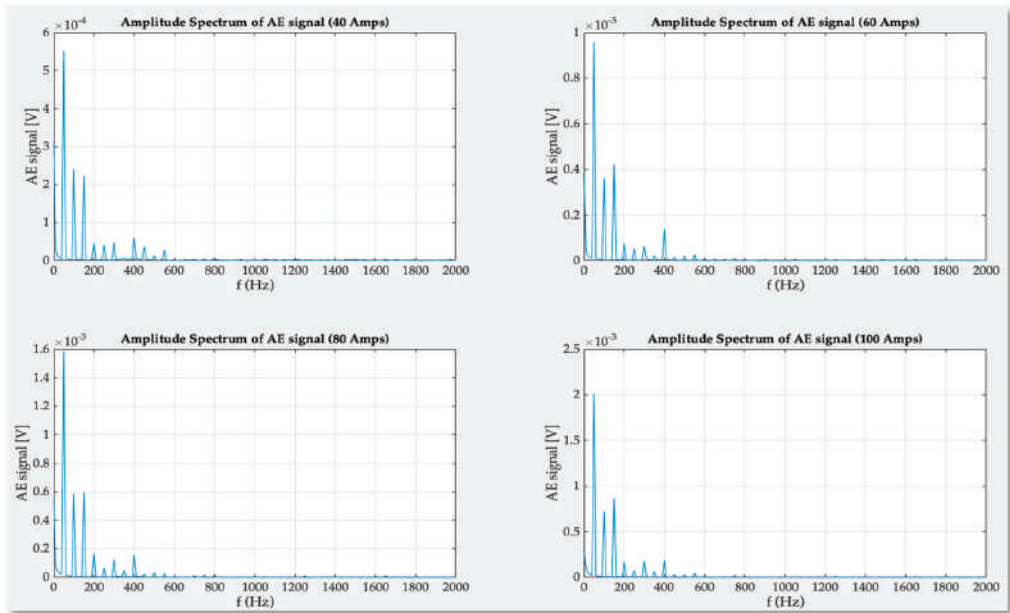 Amplitude Spectrum of AE signal (40 Amps)
× 10⁻⁴
6
5
4
3
2
1
0
AE signal [V]
0 200 400 600 800 1000 1200 1400 1600 1800 2000
f (Hz)
Amplitude Spectrum of AE signal (60 Amps)
× 10⁻³
1
0.8
0.6
0.4
0.2
0
AE signal [V]
0 200 400 600 800 1000 1200 1400 1600 1800 2000
f (Hz)
Amplitude Spectrum of AE signal (80 Amps)
× 10⁻³
1.6
1.4
1.2
1
0.8
0.6
0.4
0.2
0
AE signal [V]
0 200 400 600 800 1000 1200 1400 1600 1800 2000
f (Hz)
Amplitude Spectrum of AE signal (100 Amps)
× 10⁻³
2.5
2
1.5
1
0.5
0
AE signal [V]
0 200 400 600 800 1000 1200 1400 1600 1800 2000
f (Hz)